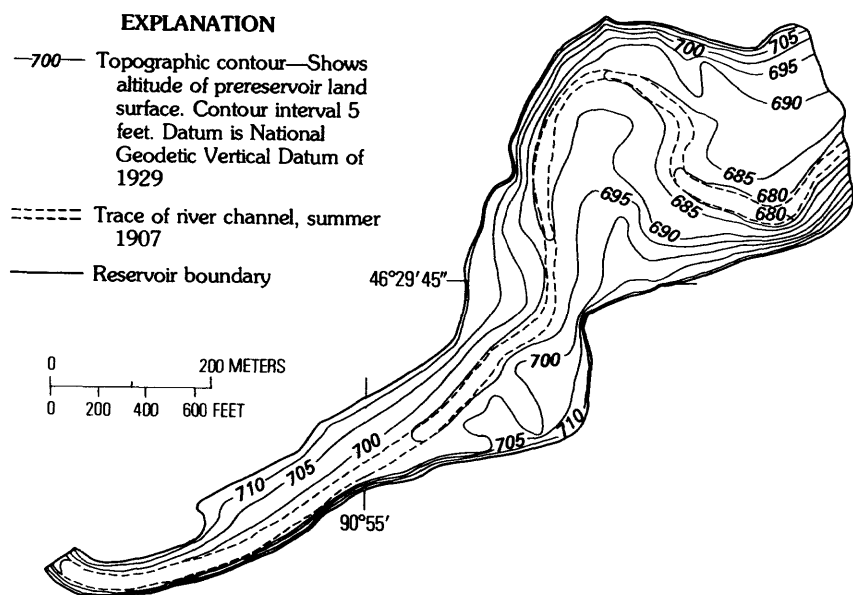 EXPLANATION
—700— Topographic contour—Shows
altitude of prereservoir land
surface. Contour interval 5
feet. Datum is National
Geodetic Vertical Datum of
1929
Trace of river channel, summer
1907
Reservoir boundary
46°29'45"
0 200 METERS
0 200 400 600 FEET
90°55'
700
705
695
690
685
680
680
685
695
690
700
710
705
700
705
710